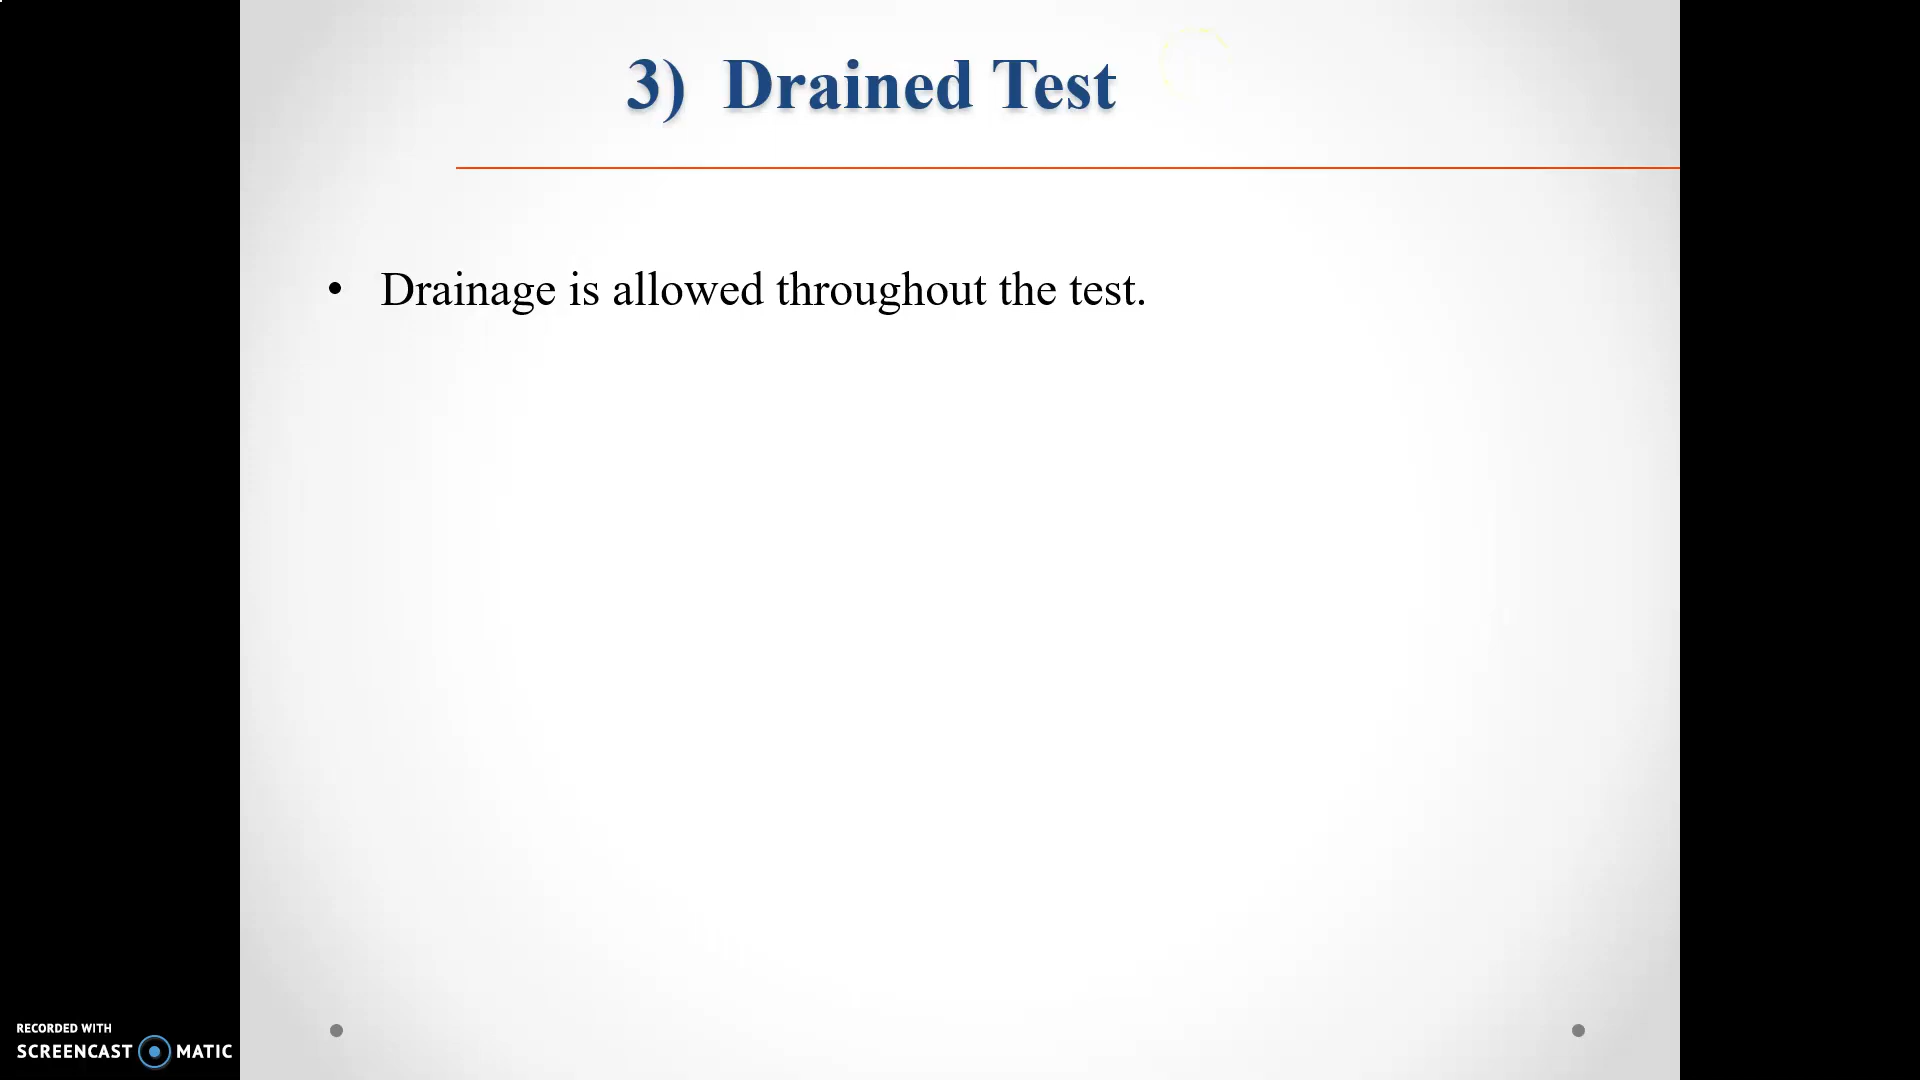 3) Drained Test
• Drainage is allowed throughout the test.
RECORDED WITH
SCREENCAST MATIC